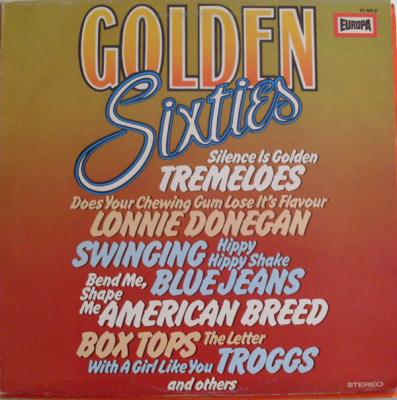 GOLDEN
Sixties
EUROPA
Silence Is Golden
TREMELOES
Does Your Chewing Gum Lose It's Flavour
LONNIE DONEGAN
SWINGING Hippy
Hippy Shake
BLUE JEANS
Bend Me,
Shape
Me AMERICAN BREED
BOX TOPS The Letter
With A Girl Like You TROGGS
and others
STEREO